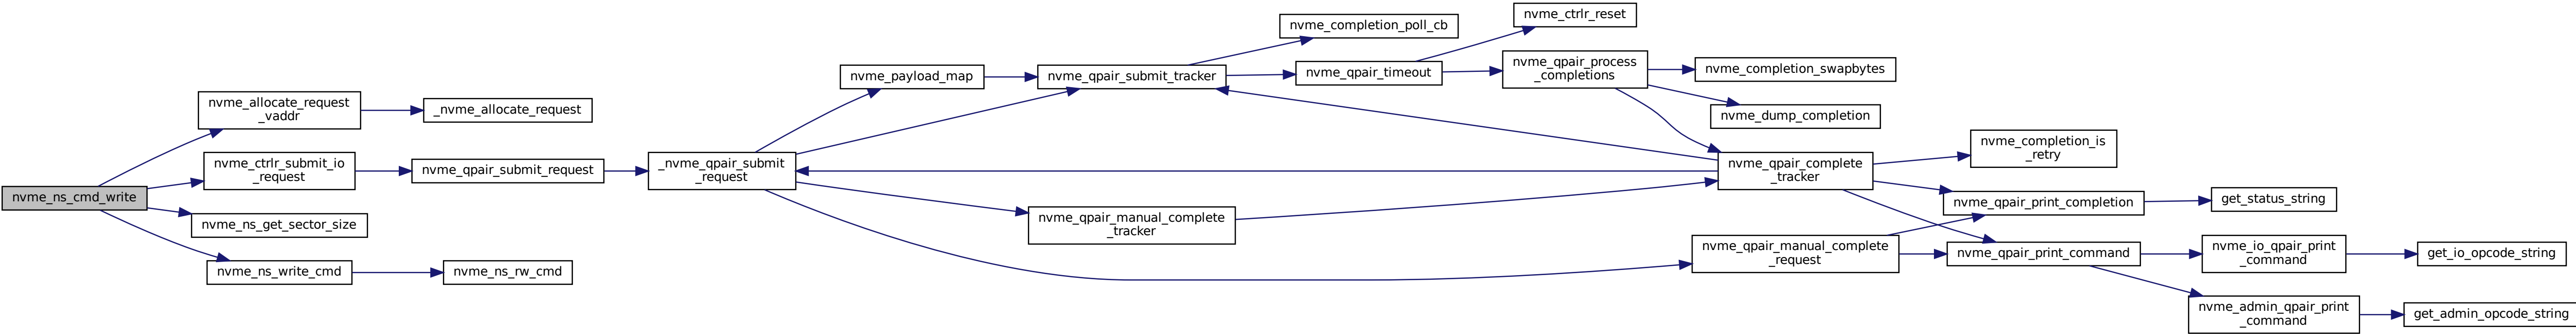 nvme_ns_cmd_write
nvme_allocate_request
_vaddr
_nvme_allocate_request
nvme_ctrlr_submit_io
_request
nvme_qpair_submit_request
nvme_ns_get_sector_size
nvme_ns_write_cmd
nvme_ns_rw_cmd
_nvme_qpair_submit
_request
nvme_payload_map
nvme_qpair_submit_tracker
nvme_qpair_manual_complete
_tracker
nvme_completion_poll_cb
nvme_qpair_timeout
nvme_ctrlr_reset
nvme_qpair_process
_completions
nvme_completion_swapbytes
nvme_dump_completion
nvme_qpair_complete
_tracker
nvme_qpair_manual_complete
_request
nvme_completion_is
_retry
nvme_qpair_print_completion
get_status_string
nvme_qpair_print_command
nvme_io_qpair_print
_command
get_io_opcode_string
nvme_admin_qpair_print
_command
get_admin_opcode_string